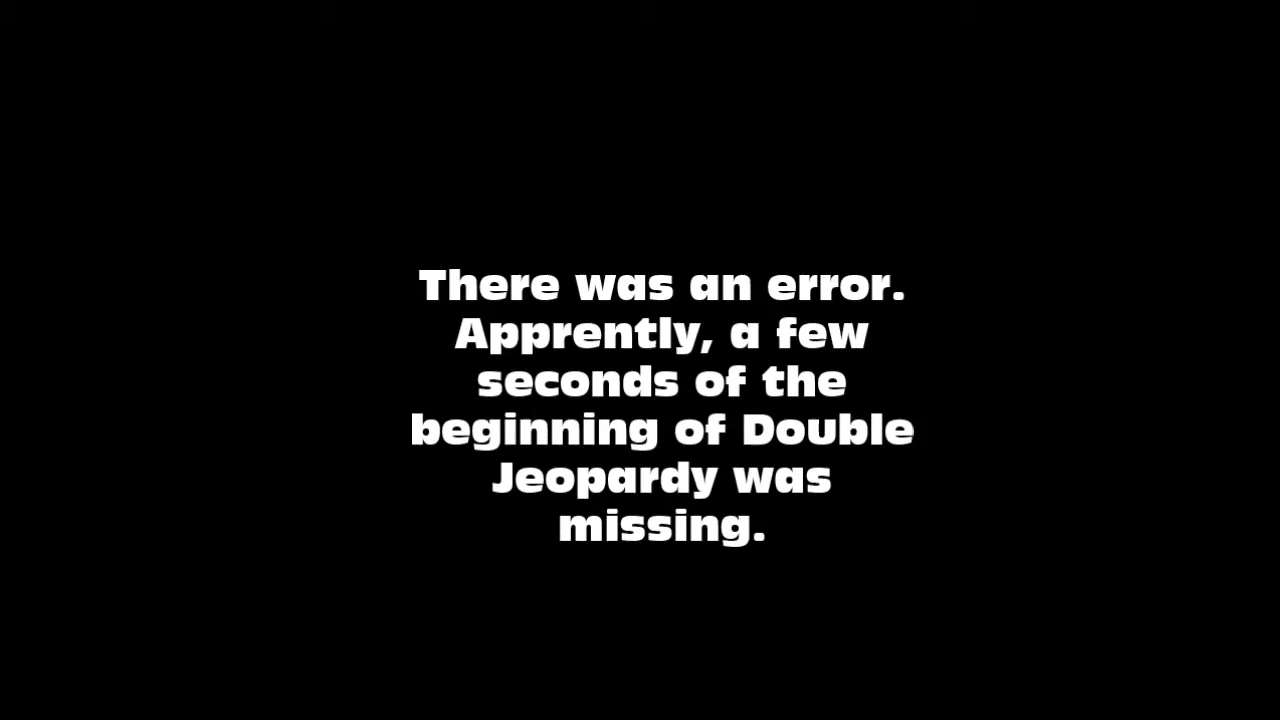 There was an error.
Apprently, a few
seconds of the
beginning of Double
Jeopardy was
missing.